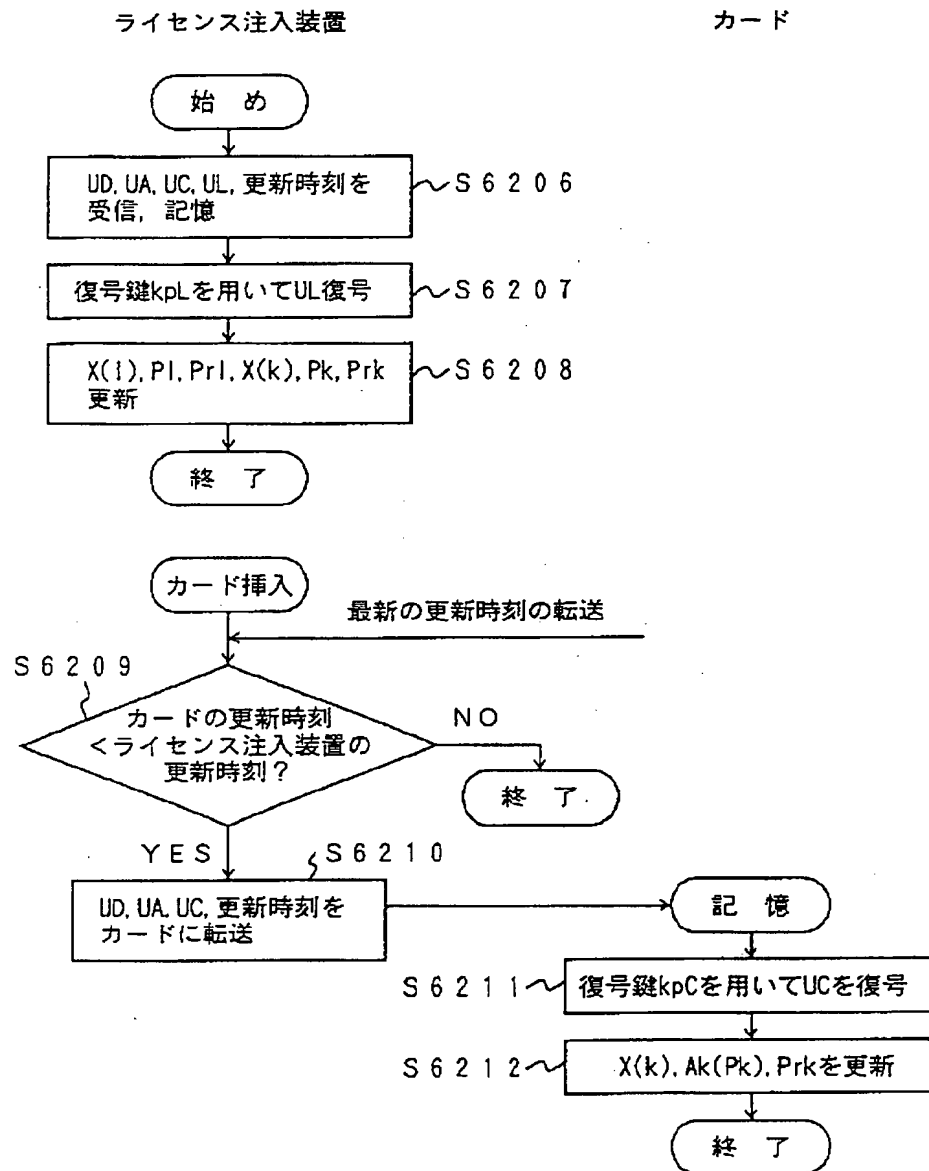 ライセンス注入装置
カード
始 め
UD, UA, UC, UL, 更新時刻を
受信, 記憶
S6206
復号鍵kpLを用いてUL復号
S6207
X(l), Pl, Prl, X(k), Pk, Prk
更新
S6208
終 了
カード挿入
最新の更新時刻の転送
S6209
カードの更新時刻
<ライセンス注入装置の
更新時刻?
NO
終 了
YES
S6210
UD, UA, UC, 更新時刻を
カードに転送
記 憶
S6211
復号鍵kpCを用いてUCを復号
S6212
X(k), Ak(Pk), Prkを更新
終 了